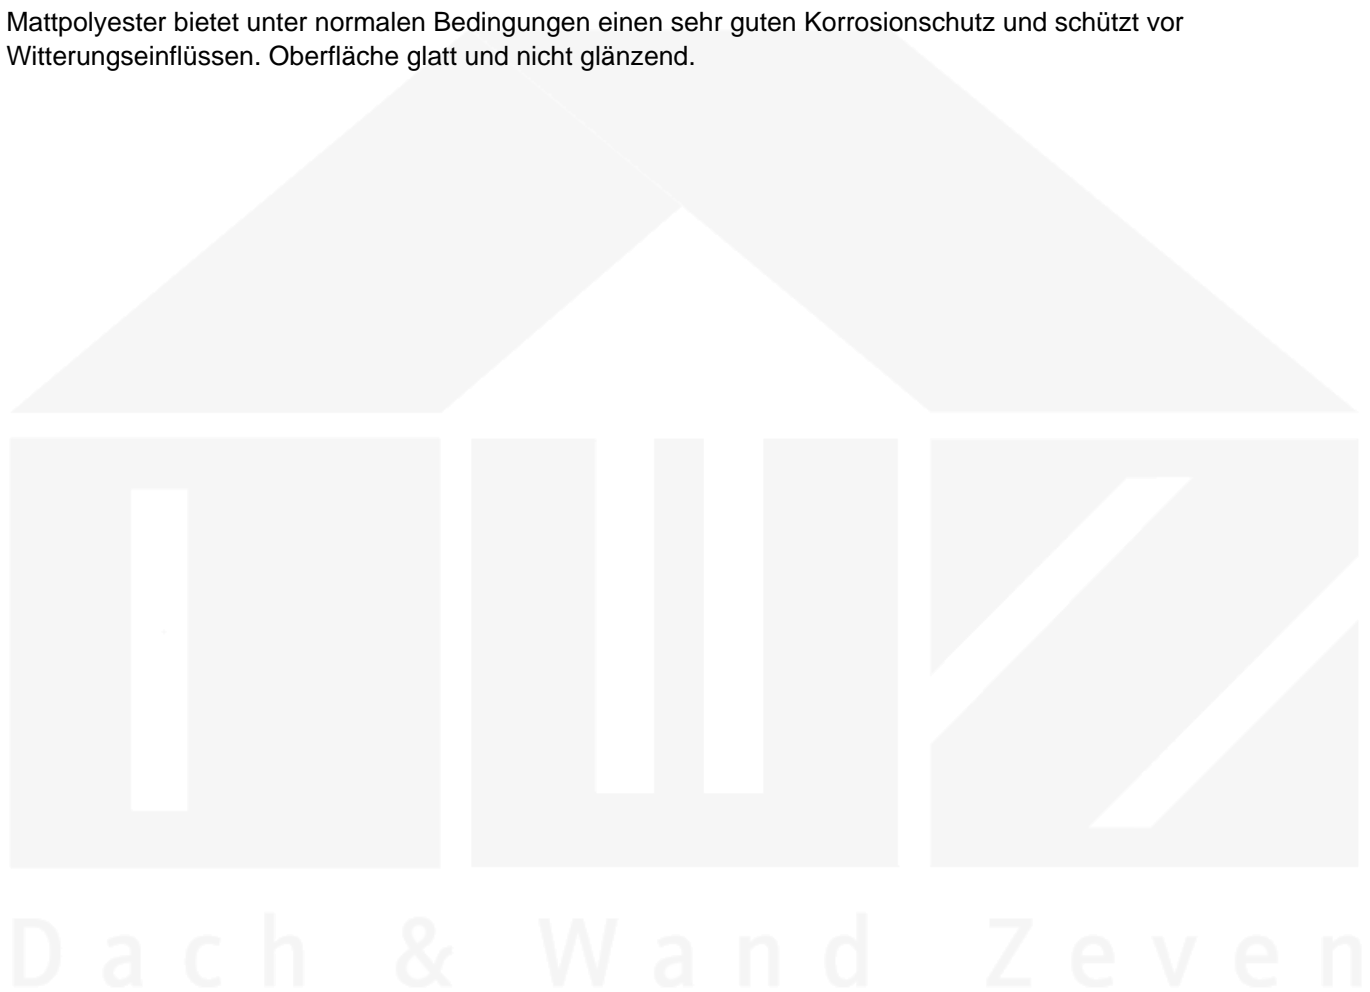 Mattpolyester bietet unter normalen Bedingungen einen sehr guten Korrosionschutz und schützt vor
Witterungseinflüssen. Oberfläche glatt und nicht glänzend.
Dach & Wand Zeven